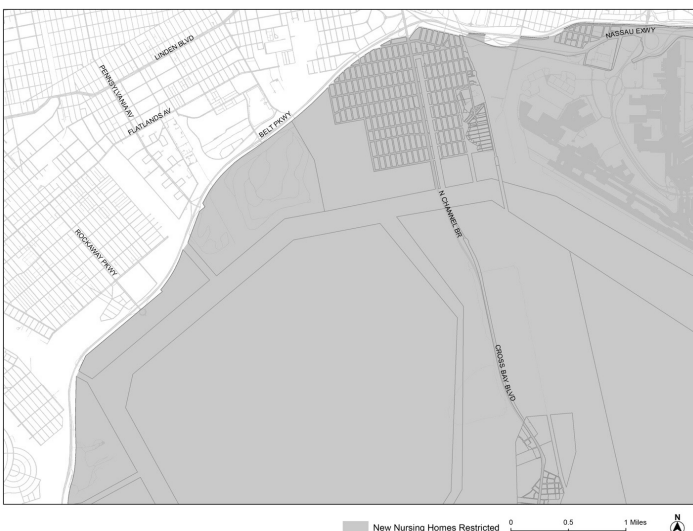 NASSAU EXWY
LINDEN BLVD
PENNSYLVANIA AV
FLATLANDS AV
BELT PKWY
N CHANNEL BR
ROCKAWAY PKWY
CROSS BAY BLVD
New Nursing Homes Restricted
0 0.5 1 Miles
N